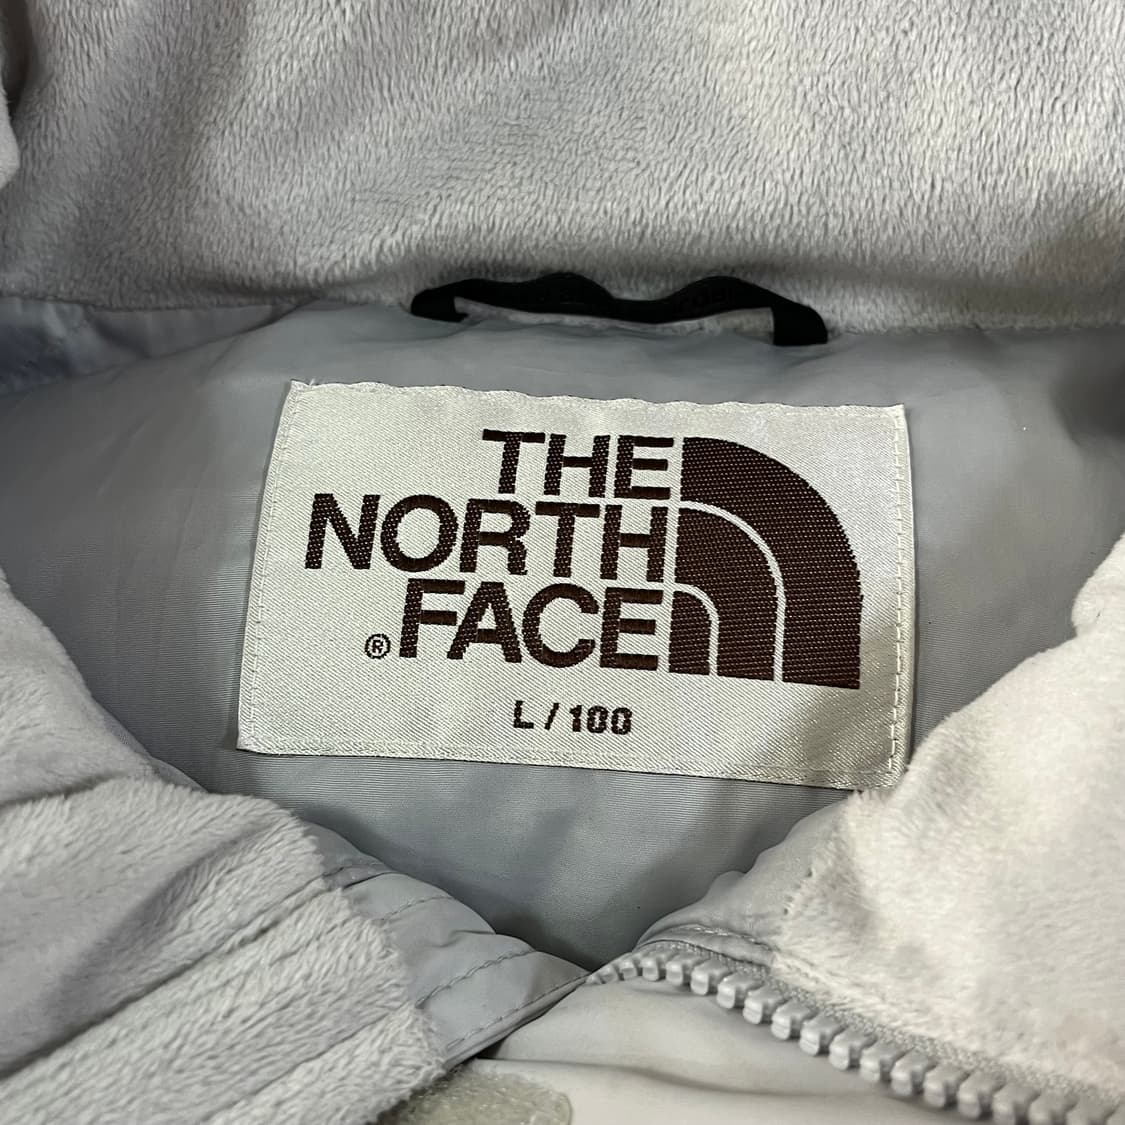 THE
NORTH
® FACE
L / 100